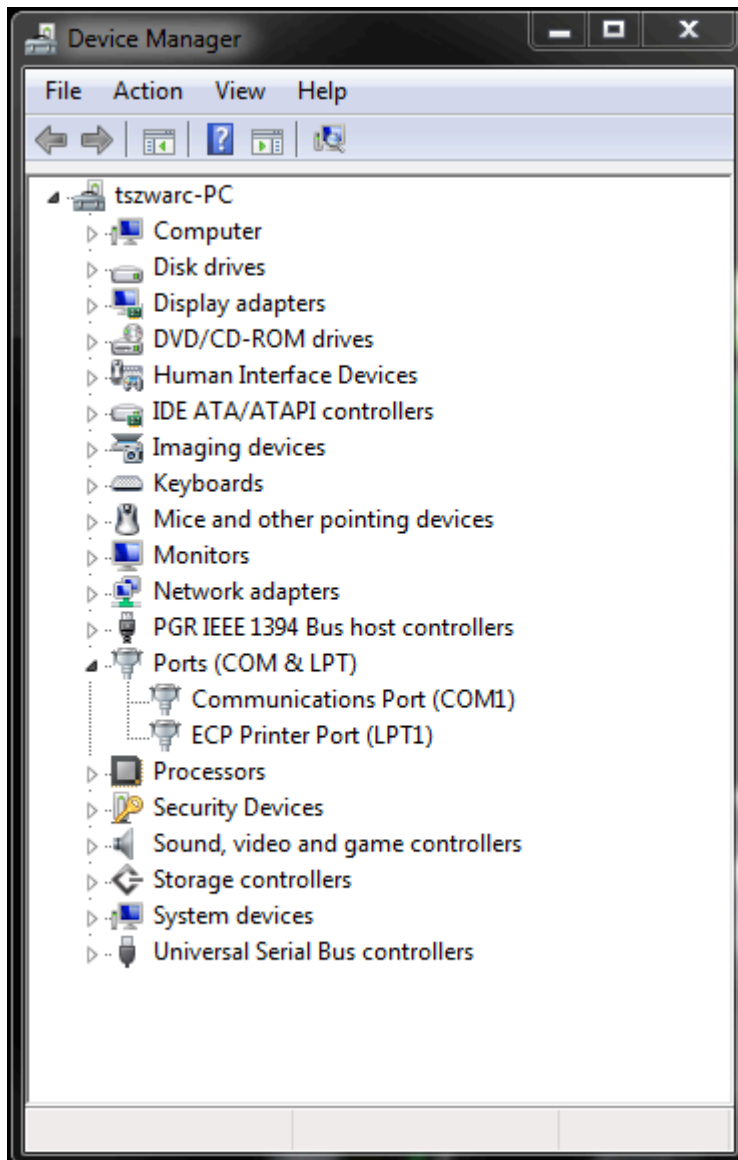 Device Manager
File Action View Help
tszwarc-PC
Computer
Disk drives
Display adapters
DVD/CD-ROM drives
Human Interface Devices
IDE ATA/ATAPI controllers
Imaging devices
Keyboards
Mice and other pointing devices
Monitors
Network adapters
PGR IEEE 1394 Bus host controllers
Ports (COM & LPT)
Communications Port (COM1)
ECP Printer Port (LPT1)
Processors
Security Devices
Sound, video and game controllers
Storage controllers
System devices
Universal Serial Bus controllers